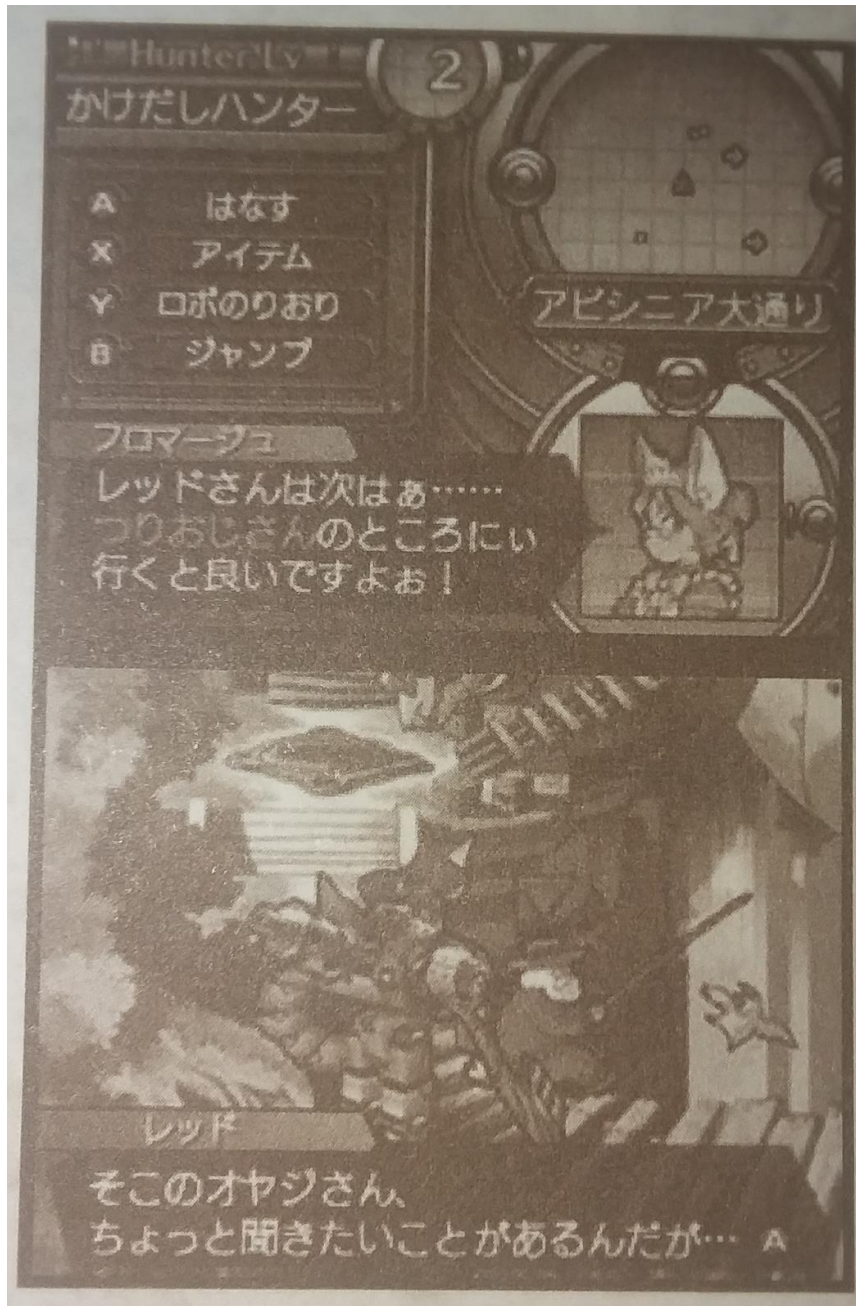 Hunter Lv
2
かけだしハンター
A はなす
X アイテム
Y ロボのりおり
B ジャンプ
アビシニア大通り
フロマージュ
レッドさんは次はぁ……
つりおじさんのところにぃ
行くと良いですよぉ！
レッド
そこのオヤジさん、
ちょっと聞きたいことがあるんだが… A